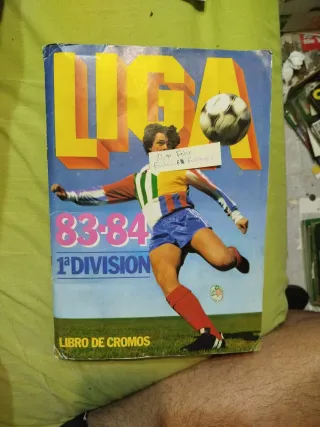 LIGA
83-84
1ª DIVISION
LIBRO DE CROMOS